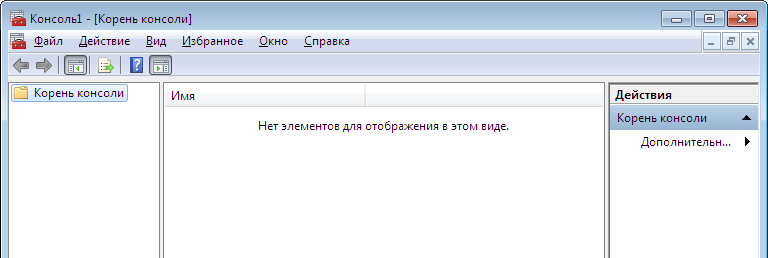 Консоль1 - [Корень консоли]
Файл Действие Вид Избранное Окно Справка
Корень консоли
Имя
Нет элементов для отображения в этом виде.
Действия
Корень консоли
Дополнительн...